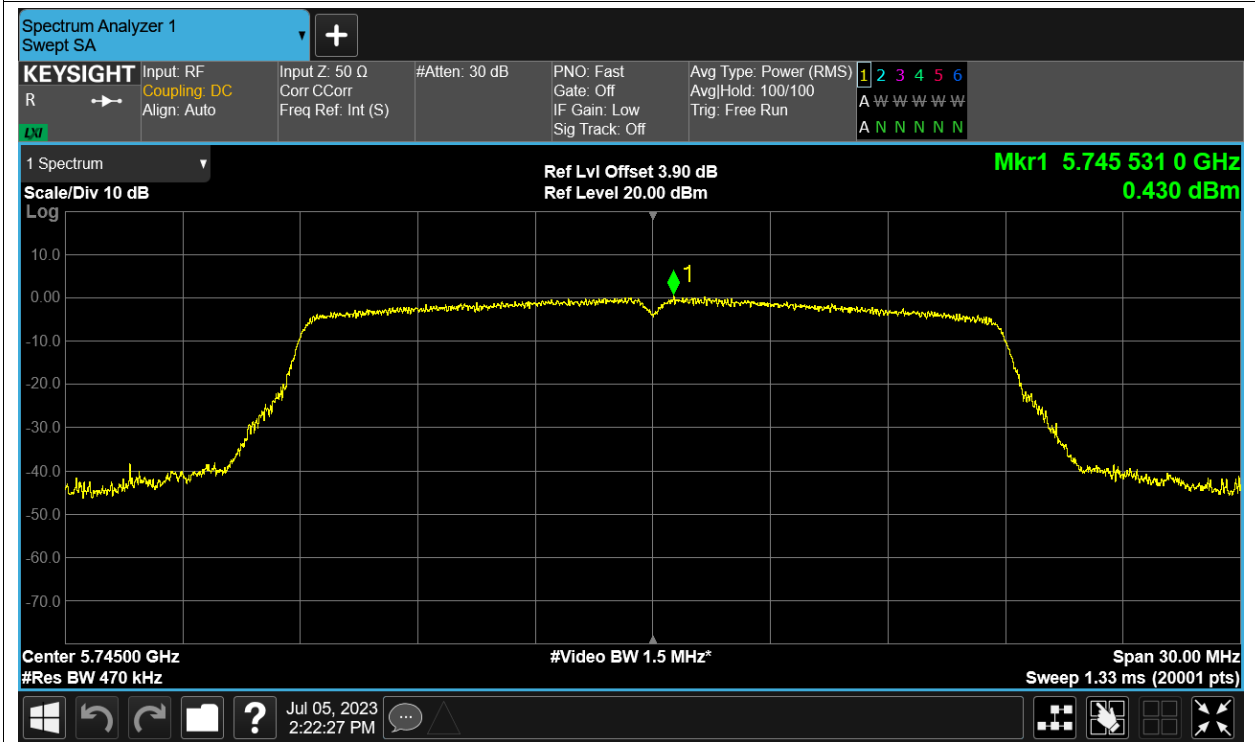 Spectrum Analyzer 1
Swept SA
+
KEYSIGHT
R
LXI
Input: RF
Coupling: DC
Align: Auto
Input Z: 50 Ω
Corr CCorr
Freq Ref: Int (S)
#Atten: 30 dB
PNO: Fast
Gate: Off
IF Gain: Low
Sig Track: Off
Avg Type: Power (RMS)
Avg|Hold: 100/100
Trig: Free Run
1 2 3 4 5 6
A W W W W W
A N N N N N
1 Spectrum
Scale/Div 10 dB
Log
Ref Lvl Offset 3.90 dB
Ref Level 20.00 dBm
Mkr1 5.745 531 0 GHz
0.430 dBm
10.0
0.00
-10.0
-20.0
-30.0
-40.0
-50.0
-60.0
-70.0
1
Center 5.74500 GHz
#Res BW 470 kHz
#Video BW 1.5 MHz*
Span 30.00 MHz
Sweep 1.33 ms (20001 pts)
?
Jul 05, 2023
2:22:27 PM